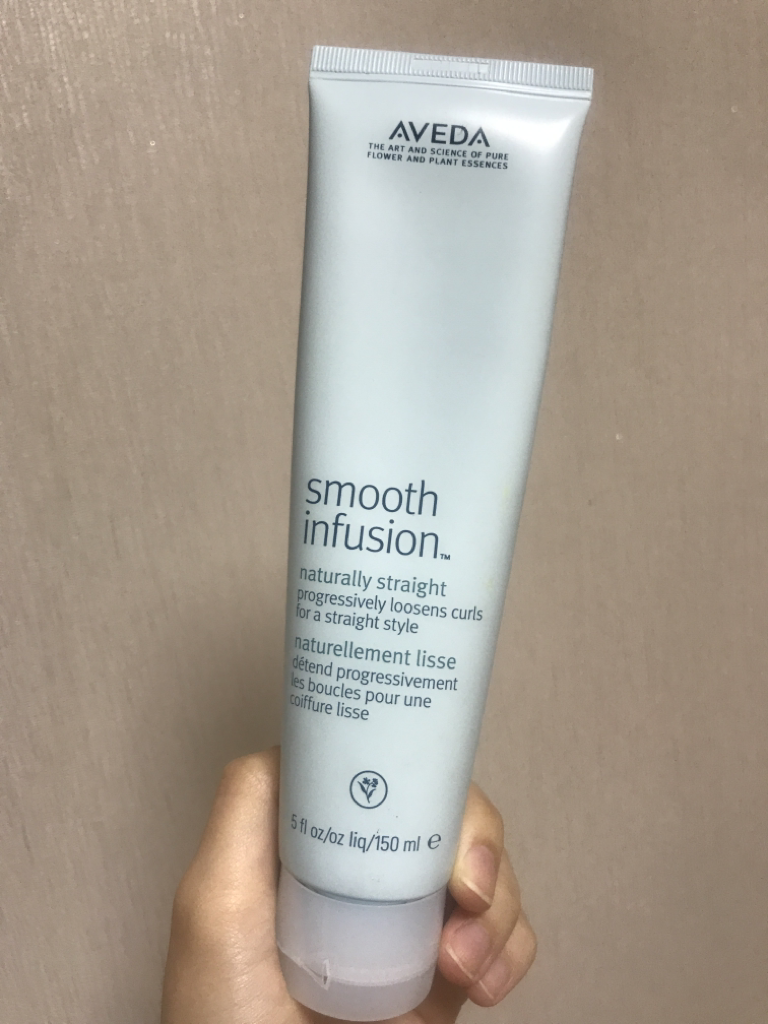 AVEDA
THE ART AND SCIENCE OF PURE
FLOWER AND PLANT ESSENCES
smooth
infusion™
naturally straight
progressively loosens curls
for a straight style
naturellement lisse
détend progressivement
les boucles pour une
coiffure lisse
5 fl oz/oz liq/150 ml ℮